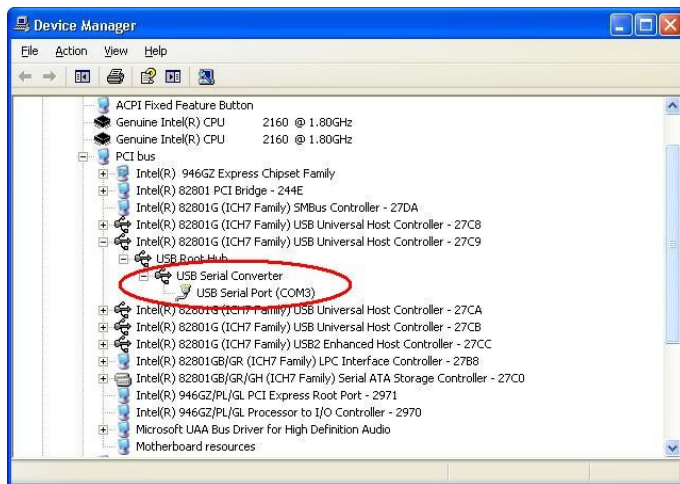 Device Manager
File Action View Help
ACPI Fixed Feature Button
Genuine Intel(R) CPU 2160 @ 1.80GHz
Genuine Intel(R) CPU 2160 @ 1.80GHz
PCI bus
Intel(R) 946GZ Express Chipset Family
Intel(R) 82801 PCI Bridge - 244E
Intel(R) 82801G (ICH7 Family) SMBus Controller - 27DA
Intel(R) 82801G (ICH7 Family) USB Universal Host Controller - 27C8
Intel(R) 82801G (ICH7 Family) USB Universal Host Controller - 27C9
USB Root Hub
USB Serial Converter
USB Serial Port (COM3)
Intel(R) 82801G (ICH7 Family) USB Universal Host Controller - 27CA
Intel(R) 82801G (ICH7 Family) USB Universal Host Controller - 27CB
Intel(R) 82801G (ICH7 Family) USB2 Enhanced Host Controller - 27CC
Intel(R) 82801GB/GR (ICH7 Family) LPC Interface Controller - 27B8
Intel(R) 82801GB/GR/GH (ICH7 Family) Serial ATA Storage Controller - 27C0
Intel(R) 946GZ/PL/GL PCI Express Root Port - 2971
Intel(R) 946GZ/PL/GL Processor to I/O Controller - 2970
Microsoft UAA Bus Driver for High Definition Audio
Motherboard resources